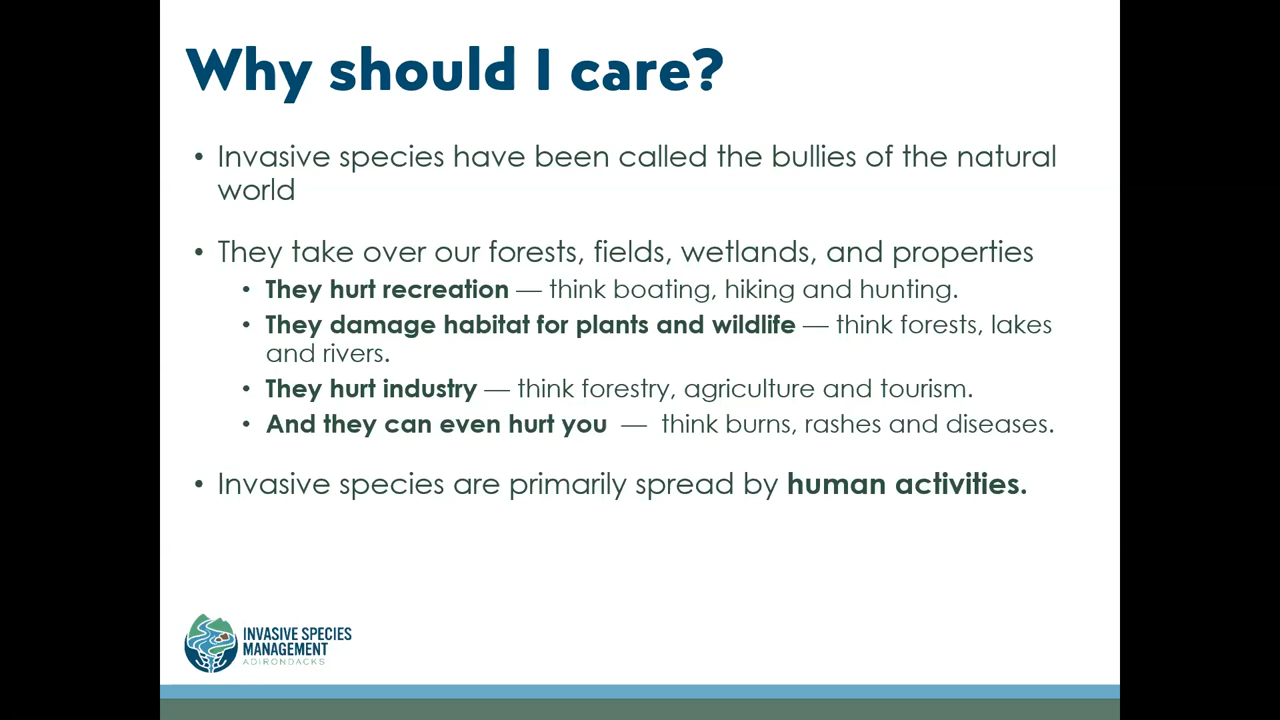 Why should I care?
• Invasive species have been called the bullies of the natural
world
• They take over our forests, fields, wetlands, and properties
• They hurt recreation — think boating, hiking and hunting.
• They damage habitat for plants and wildlife — think forests, lakes
and rivers.
• They hurt industry — think forestry, agriculture and tourism.
• And they can even hurt you — think burns, rashes and diseases.
• Invasive species are primarily spread by human activities.
INVASIVE SPECIES
MANAGEMENT
ADIRONDACKS